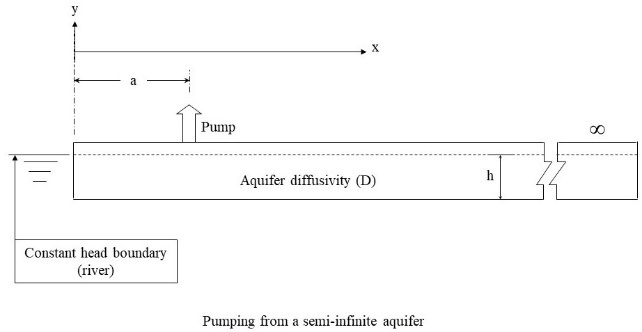 y
x
a
Pump
∞
Aquifer diffusivity (D)
h
Constant head boundary
(river)
Pumping from a semi-infinite aquifer